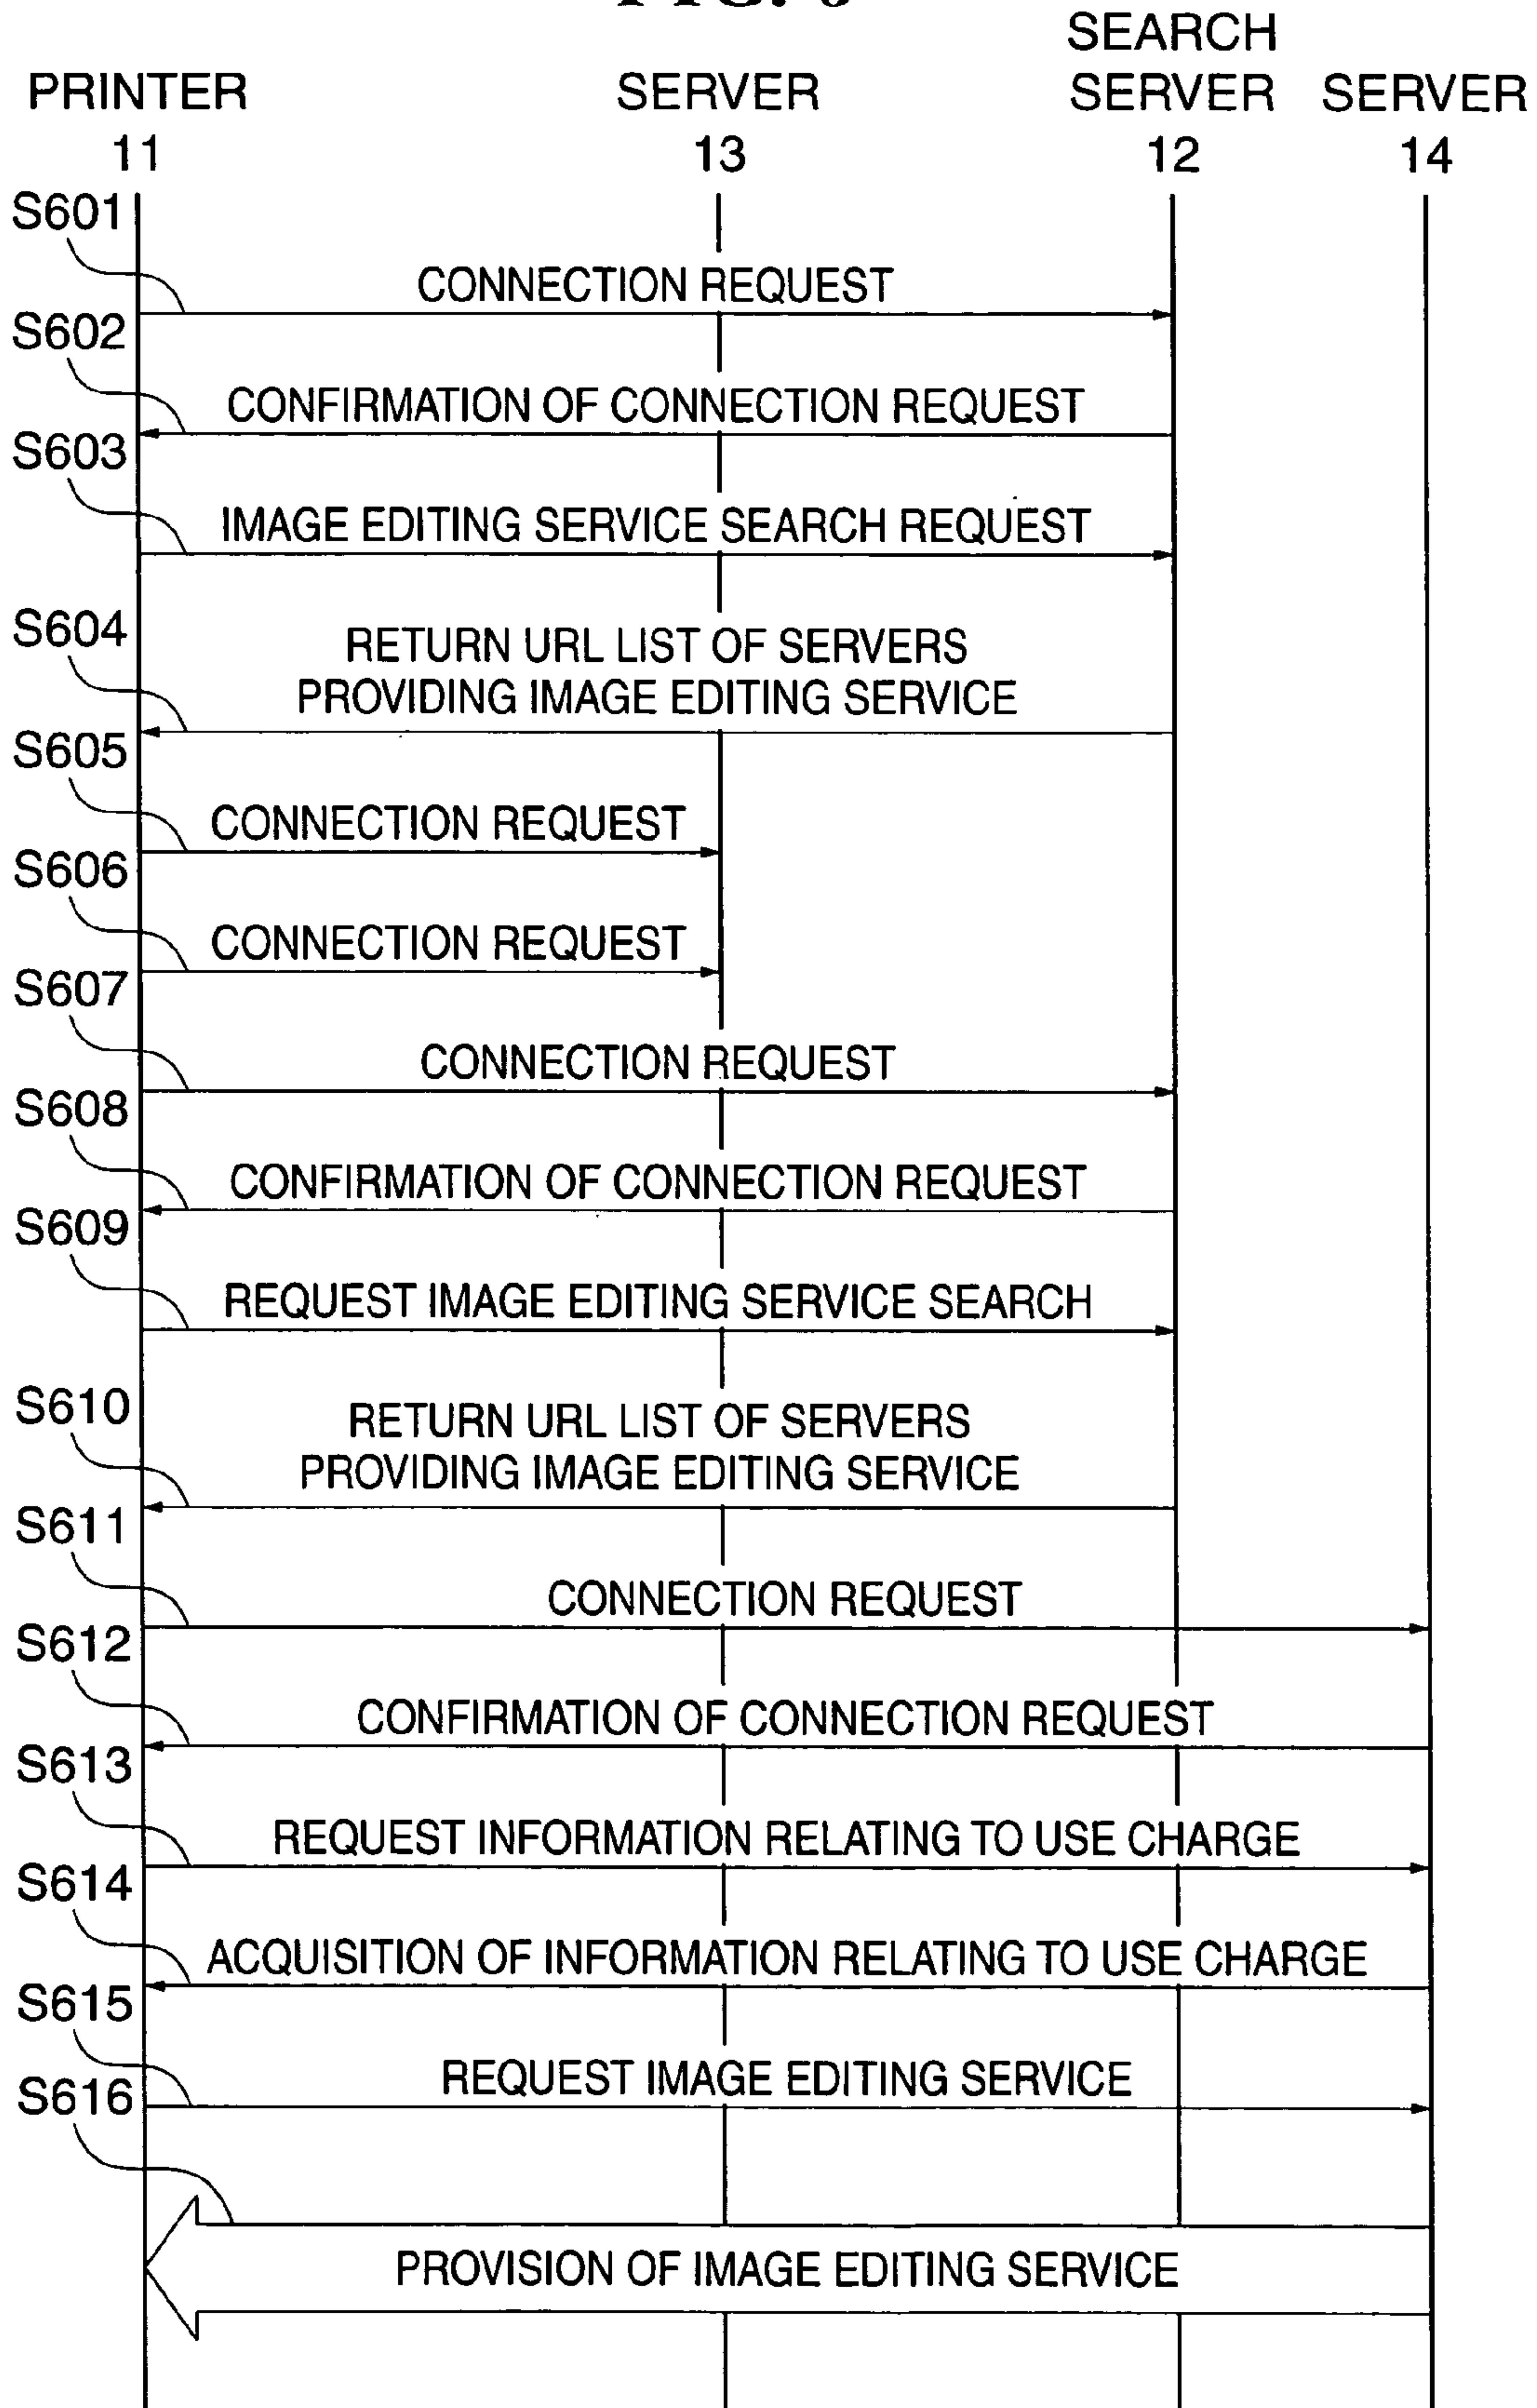 SEARCH
PRINTER SERVER SERVER SERVER
11 13 12 14
S601
CONNECTION REQUEST
S602
CONFIRMATION OF CONNECTION REQUEST
S603
IMAGE EDITING SERVICE SEARCH REQUEST
S604
RETURN URL LIST OF SERVERS
PROVIDING IMAGE EDITING SERVICE
S605
CONNECTION REQUEST
S606
CONNECTION REQUEST
S607
CONNECTION REQUEST
S608
CONFIRMATION OF CONNECTION REQUEST
S609
REQUEST IMAGE EDITING SERVICE SEARCH
S610
RETURN URL LIST OF SERVERS
PROVIDING IMAGE EDITING SERVICE
S611
CONNECTION REQUEST
S612
CONFIRMATION OF CONNECTION REQUEST
S613
REQUEST INFORMATION RELATING TO USE CHARGE
S614
ACQUISITION OF INFORMATION RELATING TO USE CHARGE
S615
REQUEST IMAGE EDITING SERVICE
S616
PROVISION OF IMAGE EDITING SERVICE